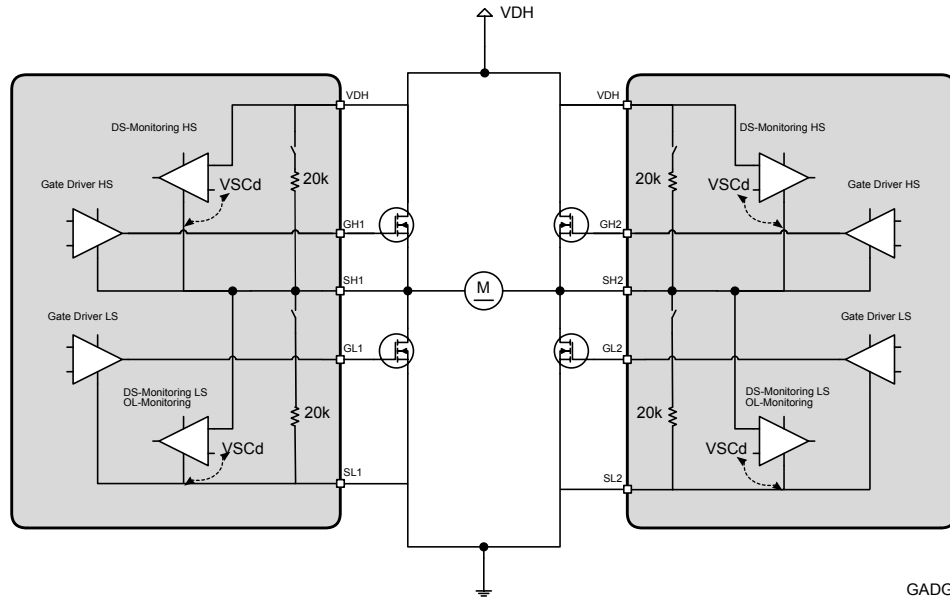 VDH
VDH
VDH
DS-Monitoring HS
DS-Monitoring HS
VSCd
20k
20k
VSCd
Gate Driver HS
Gate Driver HS
GH1
GH2
SH1
M
SH2
Gate Driver LS
Gate Driver LS
GL1
GL2
DS-Monitoring LS
OL-Monitoring
DS-Monitoring LS
OL-Monitoring
20k
20k
VSCd
VSCd
SL1
SL2
GADG